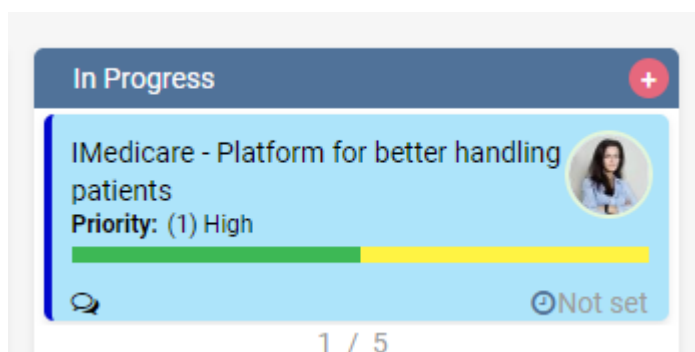 In Progress
+
IMedicare - Platform for better handling
patients
Priority: (1) High
Not set
1 / 5